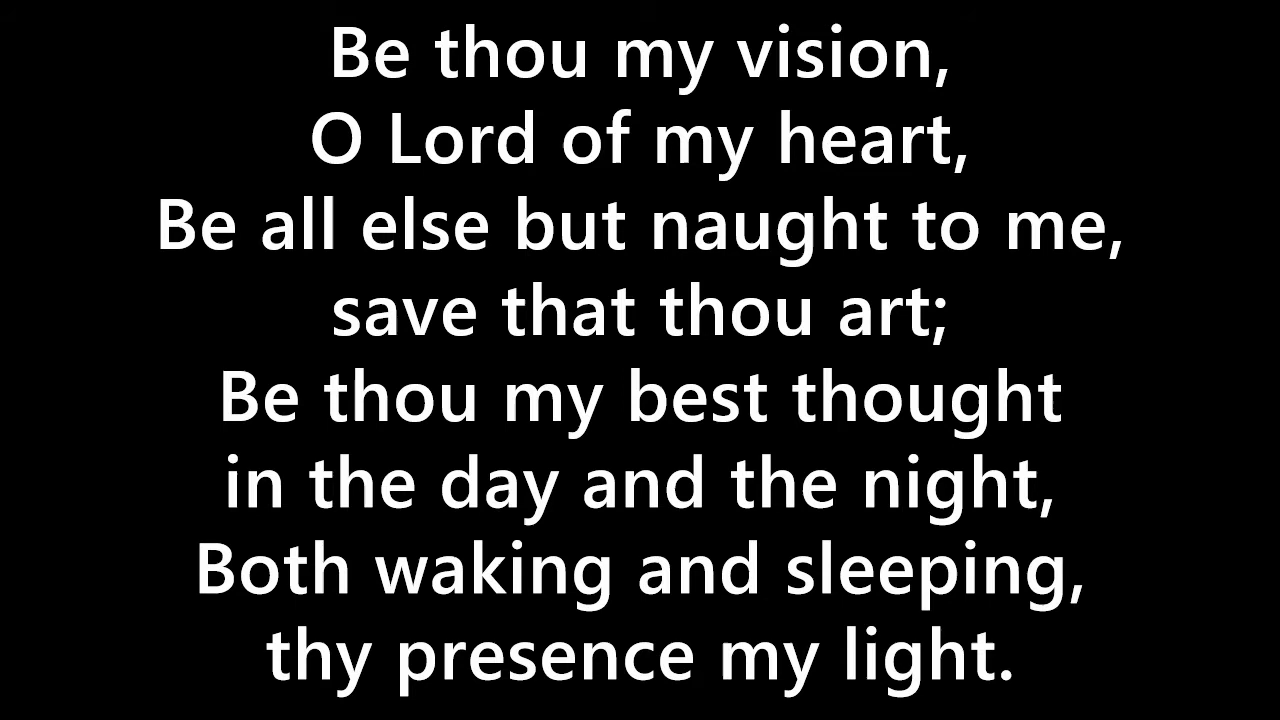 Be thou my vision,
O Lord of my heart,
Be all else but naught to me,
save that thou art;
Be thou my best thought
in the day and the night,
Both waking and sleeping,
thy presence my light.